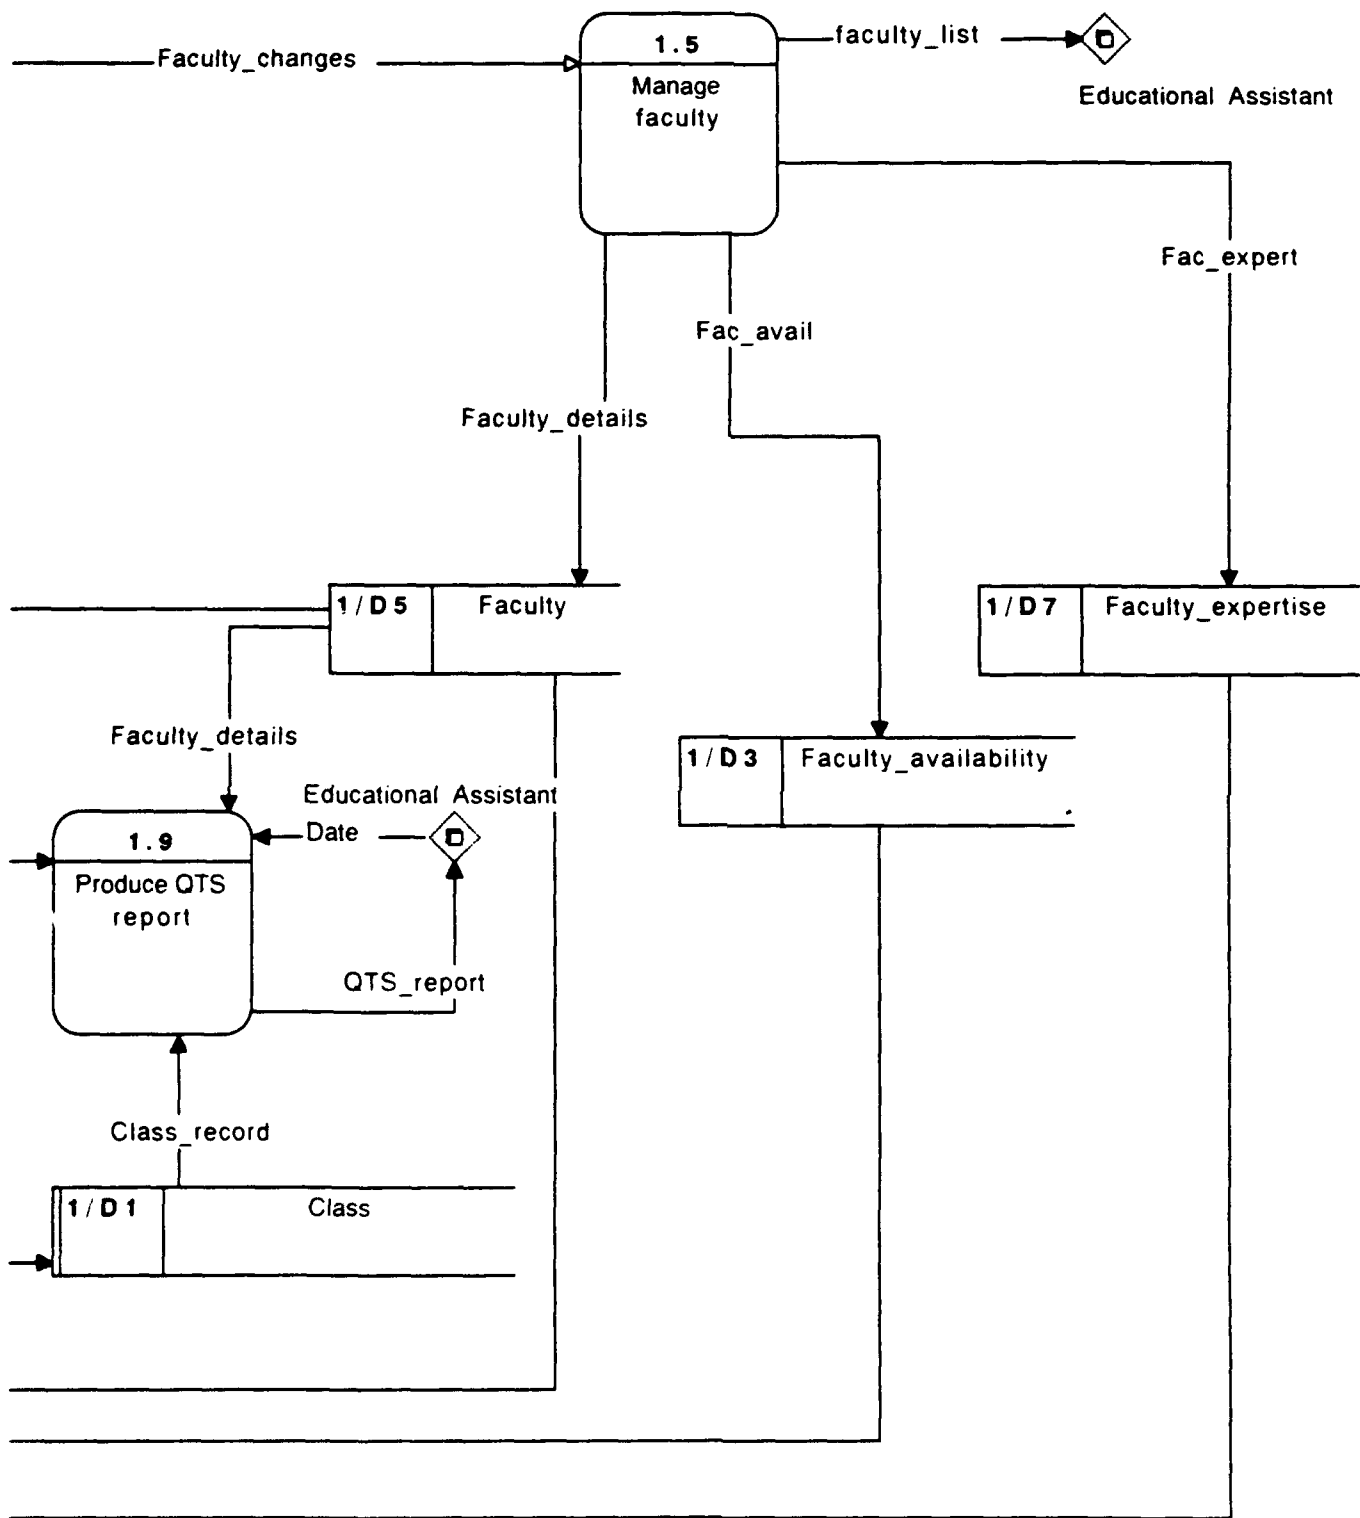 1.5
faculty_list
Faculty_changes
Manage
faculty
Educational Assistant
Fac_expert
Fac_avail
Faculty_details
1/D5
Faculty
1/D7
Faculty_expertise
Faculty_details
1/D3
Faculty_availability
Educational Assistant
Date
1.9
Produce QTS
report
QTS_report
Class_record
1/D1
Class